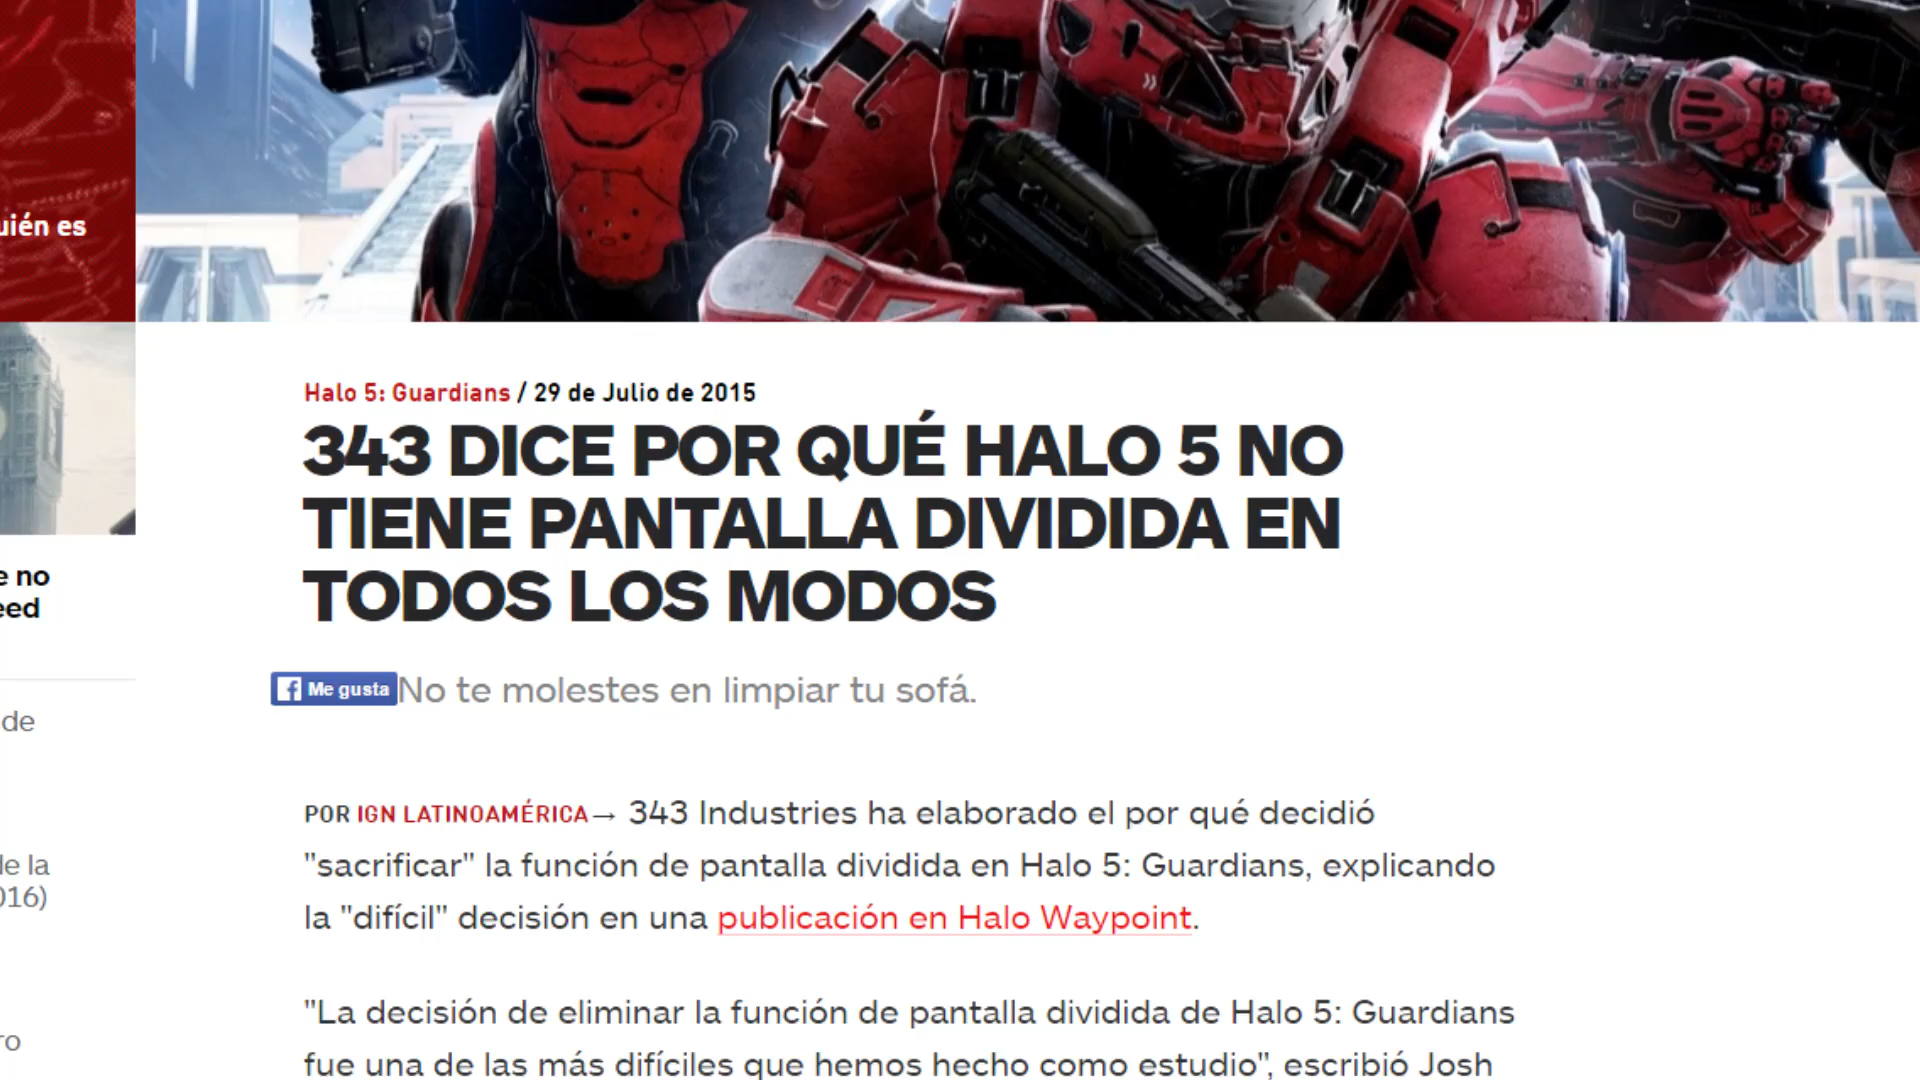 uién es
e no
eed
de
de la
016)
ro
Halo 5: Guardians / 29 de Julio de 2015
343 DICE POR QUÉ HALO 5 NO
TIENE PANTALLA DIVIDIDA EN
TODOS LOS MODOS
Me gusta No te molestes en limpiar tu sofá.
POR IGN LATINOAMÉRICA→ 343 Industries ha elaborado el por qué decidió
"sacrificar" la función de pantalla dividida en Halo 5: Guardians, explicando
la "difícil" decisión en una publicación en Halo Waypoint.
"La decisión de eliminar la función de pantalla dividida de Halo 5: Guardians
fue una de las más difíciles que hemos hecho como estudio", escribió Josh